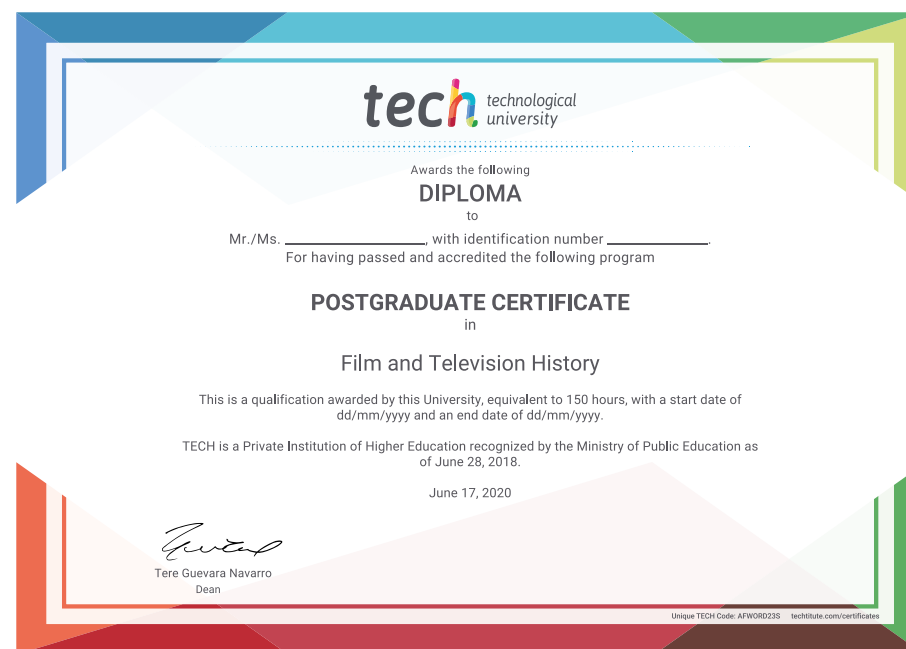 tech technological
university
Awards the following
DIPLOMA
to
Mr./Ms. ____________________, with identification number ______________.
For having passed and accredited the following program
POSTGRADUATE CERTIFICATE
in
Film and Television History
This is a qualification awarded by this University, equivalent to 150 hours, with a start date of
dd/mm/yyyy and an end date of dd/mm/yyyy.
TECH is a Private Institution of Higher Education recognized by the Ministry of Public Education as
of June 28, 2018.
June 17, 2020
Tere Guevara Navarro
Dean
Unique TECH Code: AFWORD23S techtitute.com/certificates